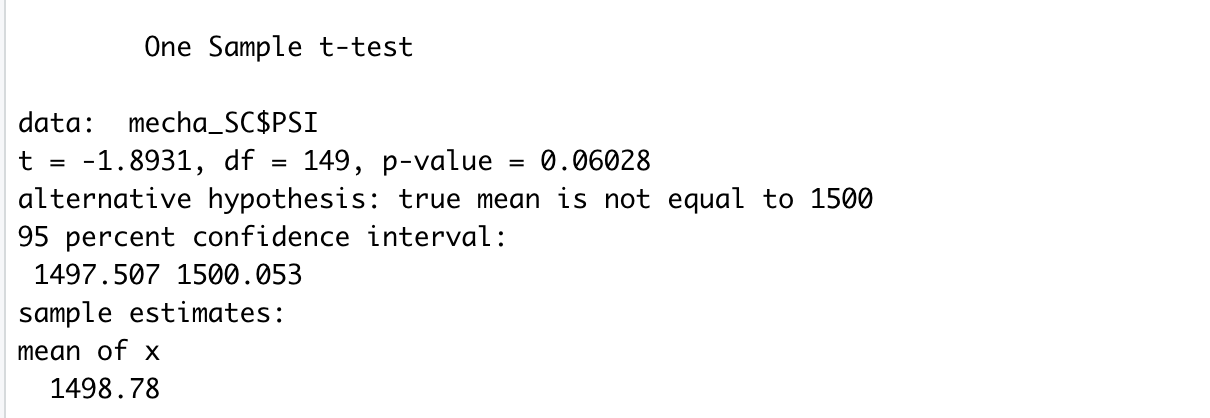 One Sample t-test
data:  mecha_SC$PSI
t = -1.8931, df = 149, p-value = 0.06028
alternative hypothesis: true mean is not equal to 1500
95 percent confidence interval:
1497.507 1500.053
sample estimates:
mean of x
1498.78